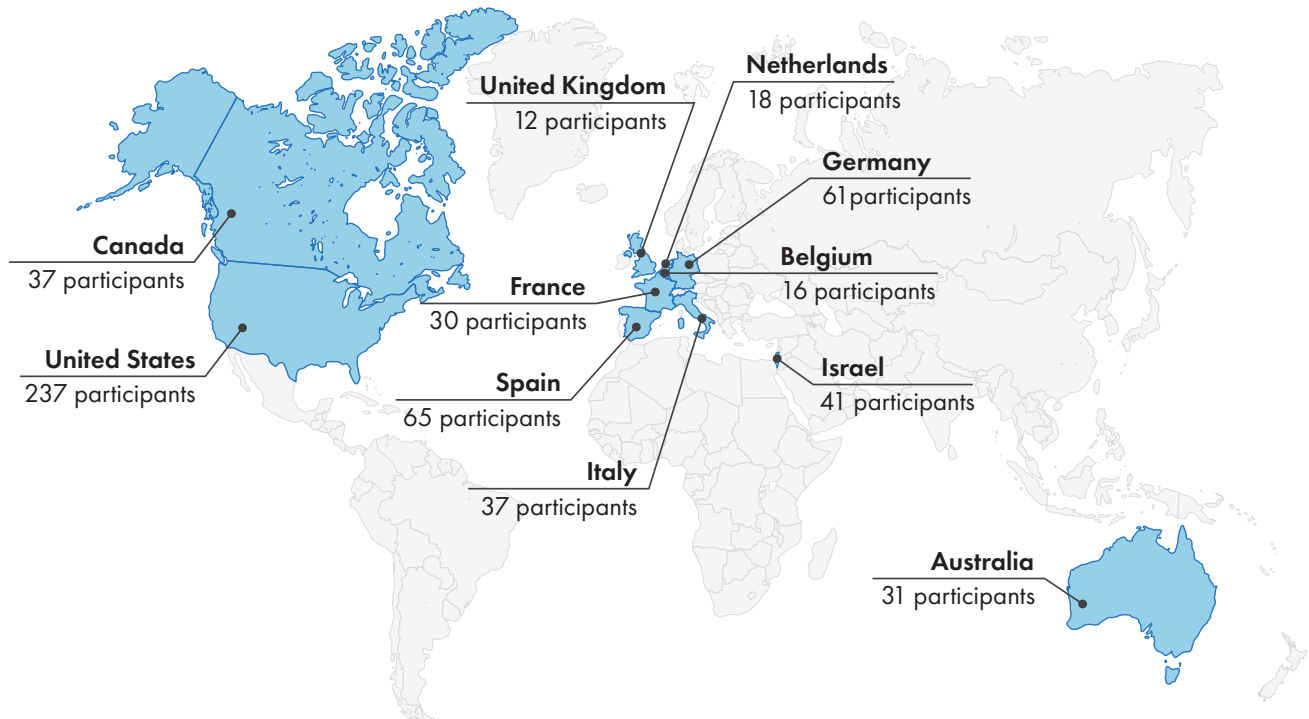 Netherlands
18 participants
United Kingdom
12 participants
Germany
61participants
Canada
37 participants
Belgium
16 participants
France
30 participants
United States
237 participants
Israel
41 participants
Spain
65 participants
Italy
37 participants
Australia
31 participants